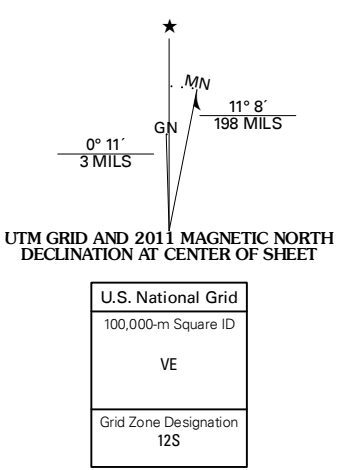 ★
MN
GN
11° 8´
198 MILS
0° 11´
3 MILS
UTM GRID AND 2011 MAGNETIC NORTH
DECLINATION AT CENTER OF SHEET
U.S. National Grid
100,000-m Square ID
VE
Grid Zone Designation
12S